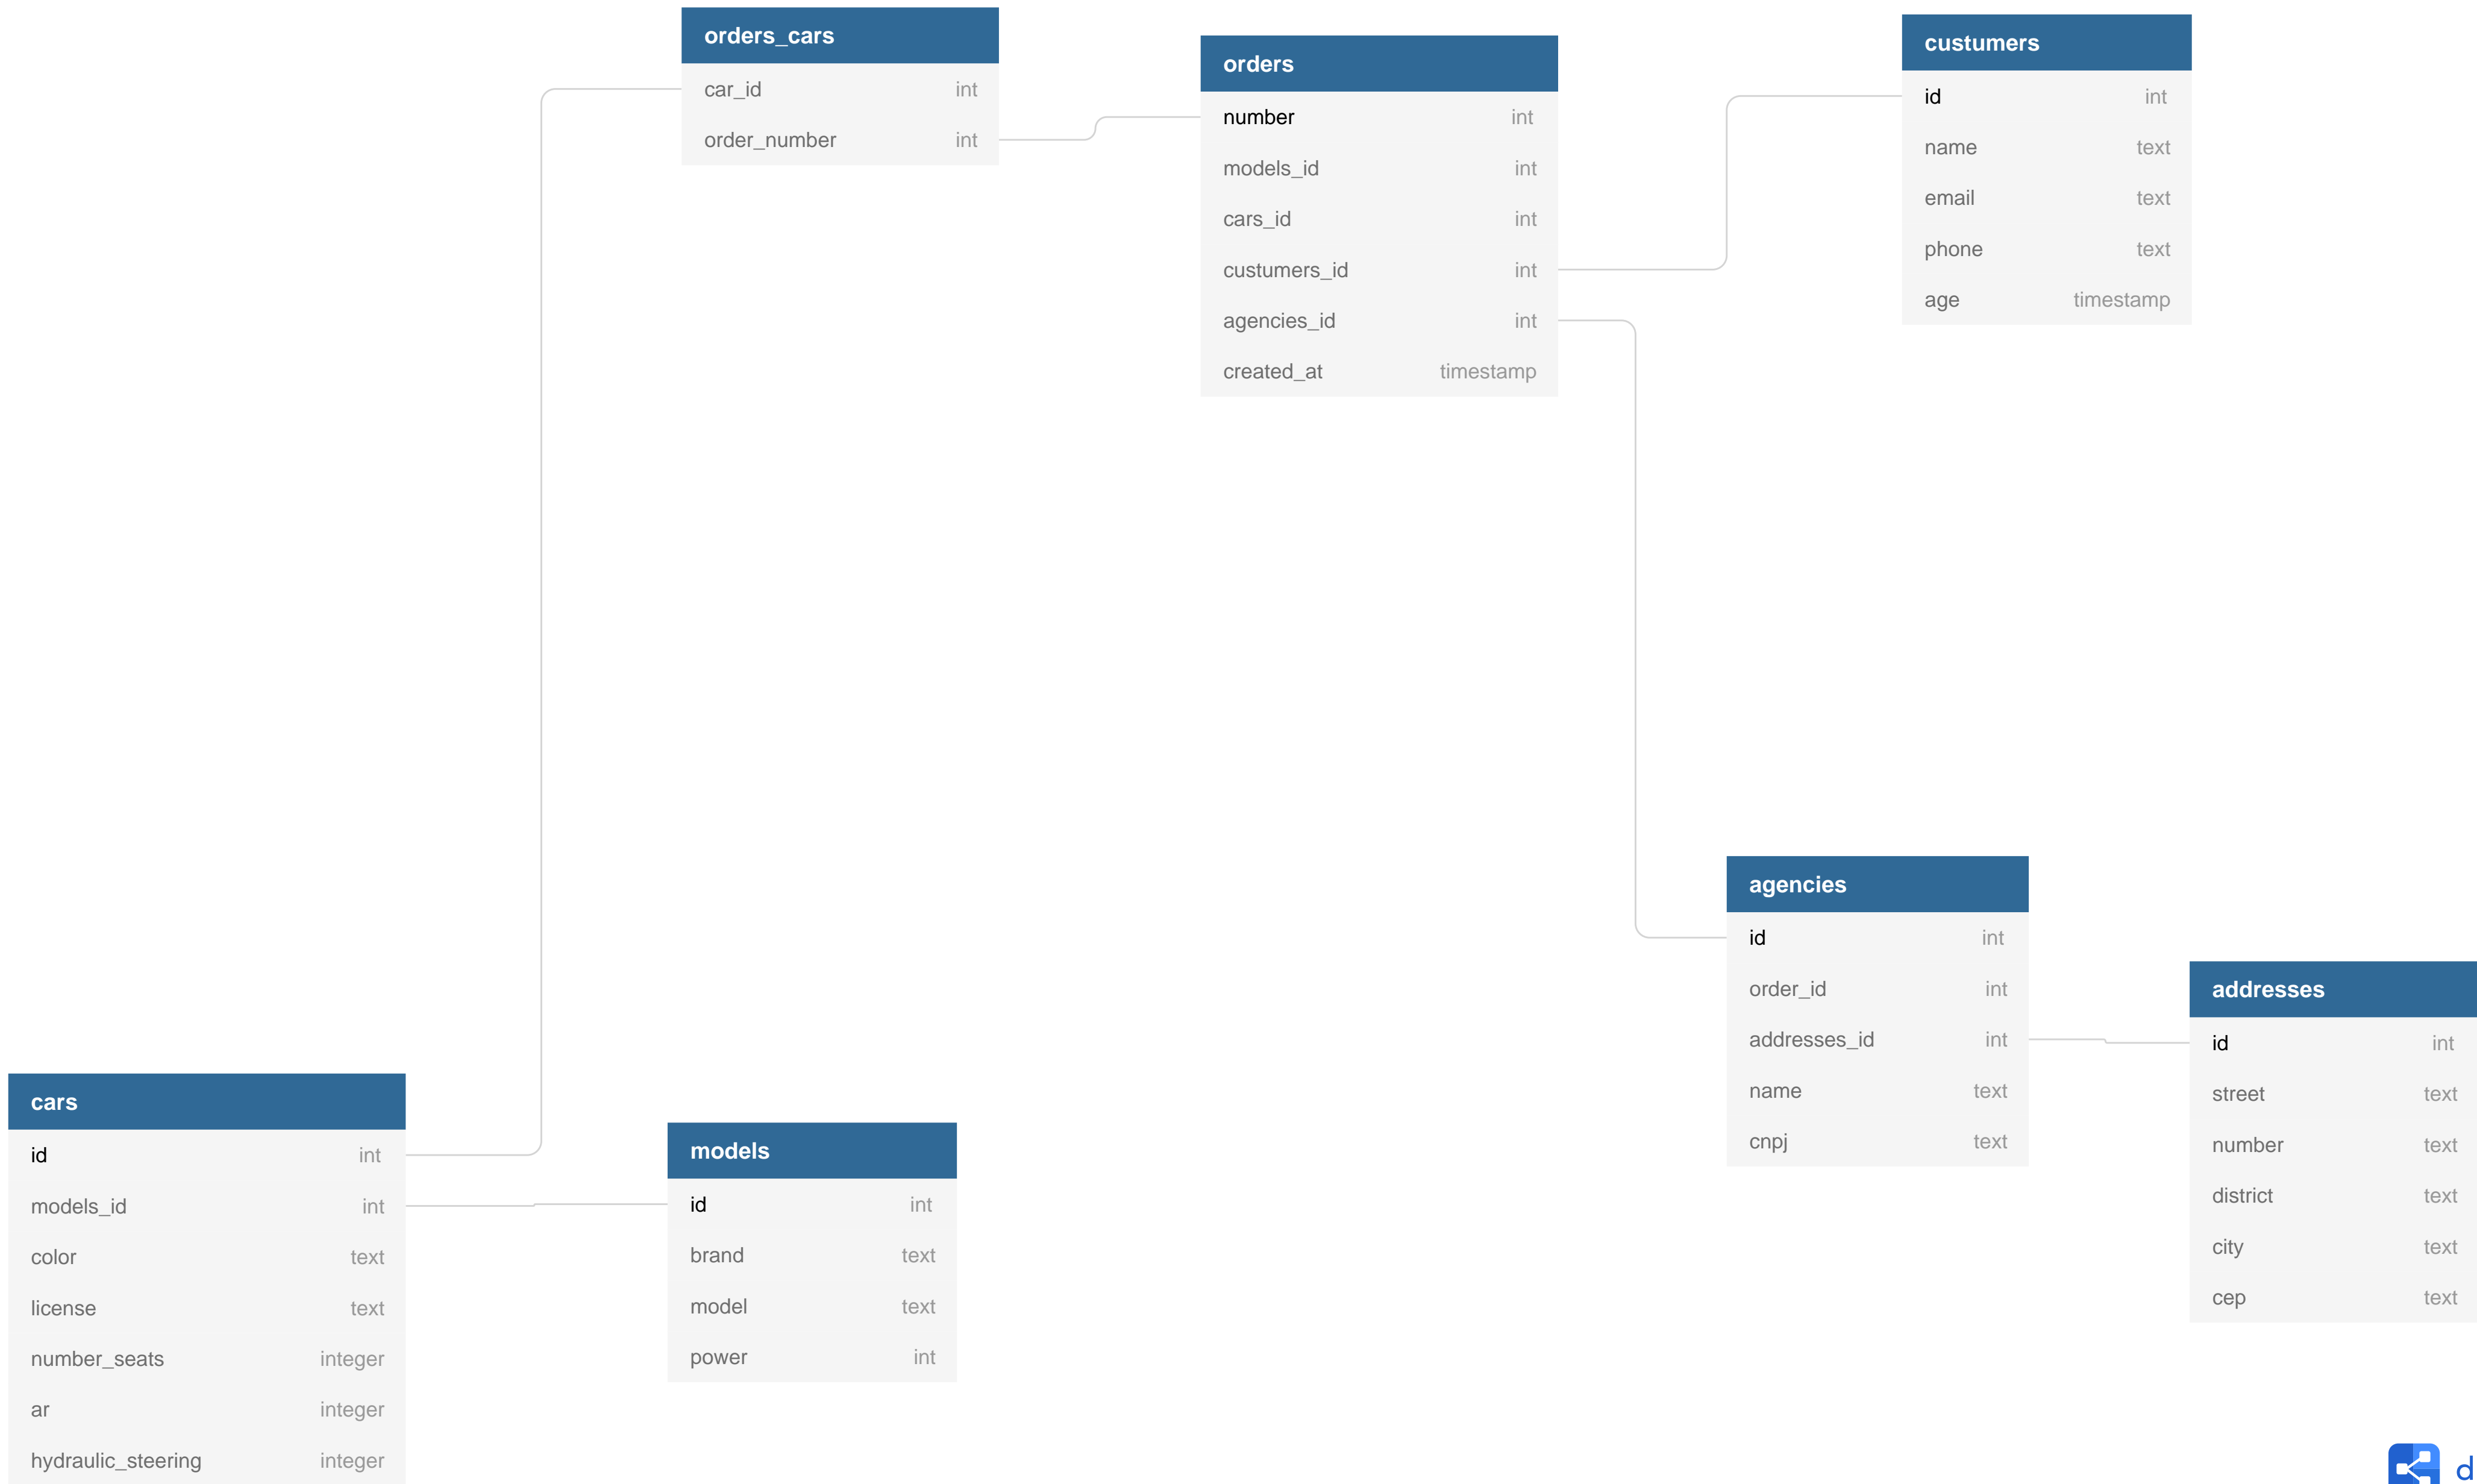 orders_cars
car_id int
order_number int
orders
number int
models_id int
cars_id int
custumers_id int
agencies_id int
created_at timestamp
custumers
id int
name text
email text
phone text
age timestamp
agencies
id int
order_id int
addresses_id int
name text
cnpj text
addresses
id int
street text
number text
district text
city text
cep text
cars
id int
models_id int
color text
license text
number_seats integer
ar integer
hydraulic_steering integer
models
id int
brand text
model text
power int
d